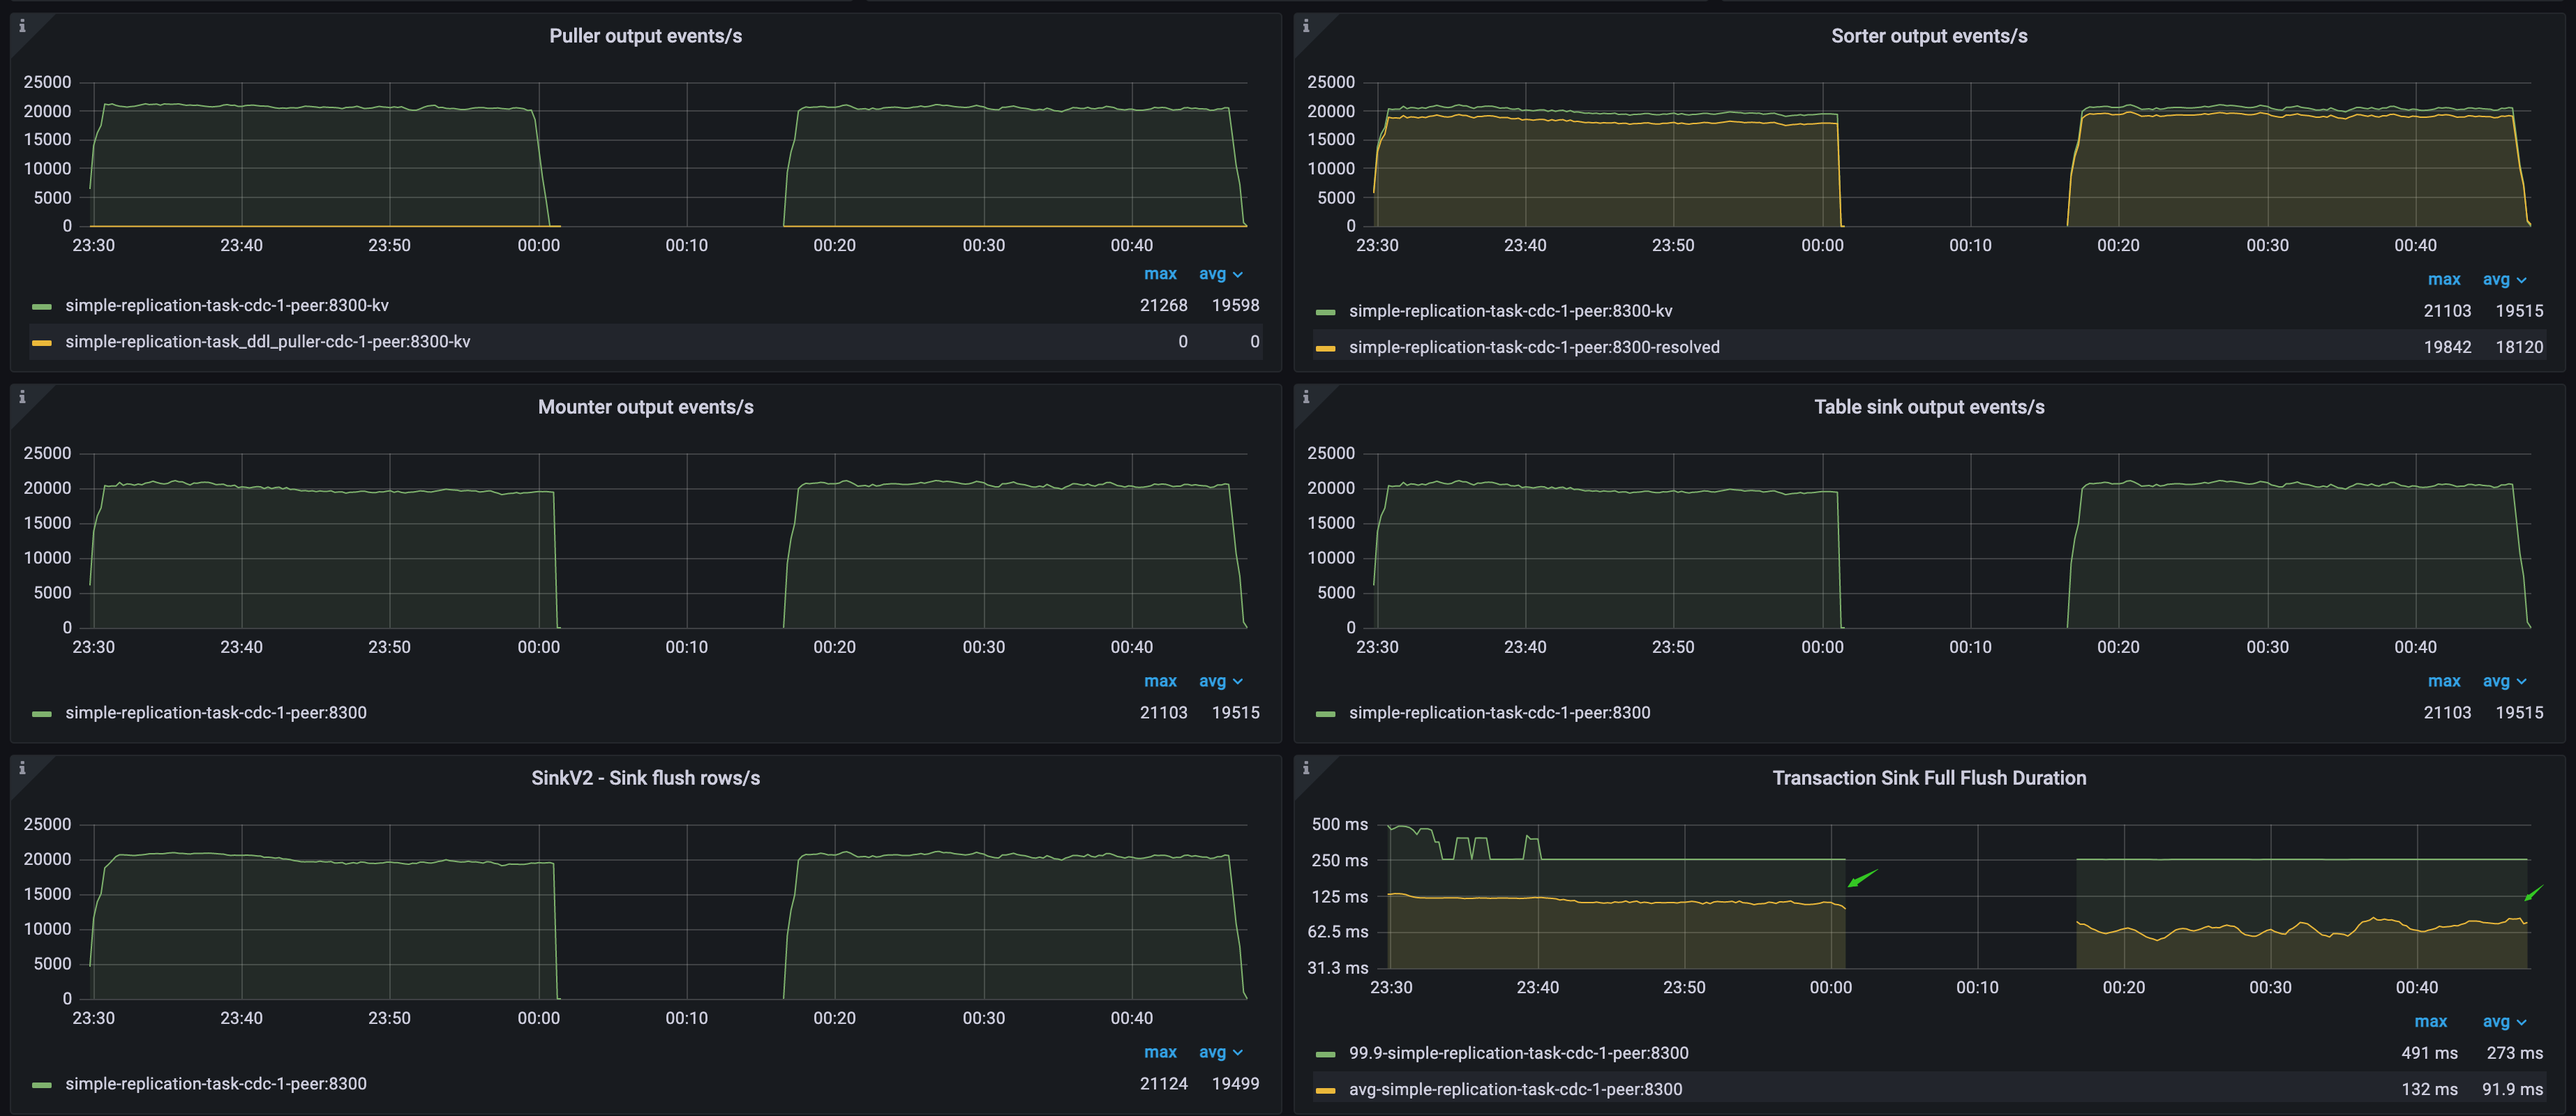 Puller output events/s
25000
20000
15000
10000
5000
0
23:30 23:40 23:50 00:00 00:10 00:20 00:30 00:40
max avg
simple-replication-task-cdc-1-peer:8300-kv 21268 19598
simple-replication-task_ddl_puller-cdc-1-peer:8300-kv 0 0
Sorter output events/s
25000
20000
15000
10000
5000
0
23:30 23:40 23:50 00:00 00:10 00:20 00:30 00:40
max avg
simple-replication-task-cdc-1-peer:8300-kv 21103 19515
simple-replication-task-cdc-1-peer:8300-resolved 19842 18120
Mounter output events/s
25000
20000
15000
10000
5000
0
23:30 23:40 23:50 00:00 00:10 00:20 00:30 00:40
max avg
simple-replication-task-cdc-1-peer:8300 21103 19515
Table sink output events/s
25000
20000
15000
10000
5000
0
23:30 23:40 23:50 00:00 00:10 00:20 00:30 00:40
max avg
simple-replication-task-cdc-1-peer:8300 21103 19515
SinkV2 - Sink flush rows/s
25000
20000
15000
10000
5000
0
23:30 23:40 23:50 00:00 00:10 00:20 00:30 00:40
max avg
simple-replication-task-cdc-1-peer:8300 21124 19499
Transaction Sink Full Flush Duration
500 ms
250 ms
125 ms
62.5 ms
31.3 ms
23:30 23:40 23:50 00:00 00:10 00:20 00:30 00:40
max avg
99.9-simple-replication-task-cdc-1-peer:8300 491 ms 273 ms
avg-simple-replication-task-cdc-1-peer:8300 132 ms 91.9 ms